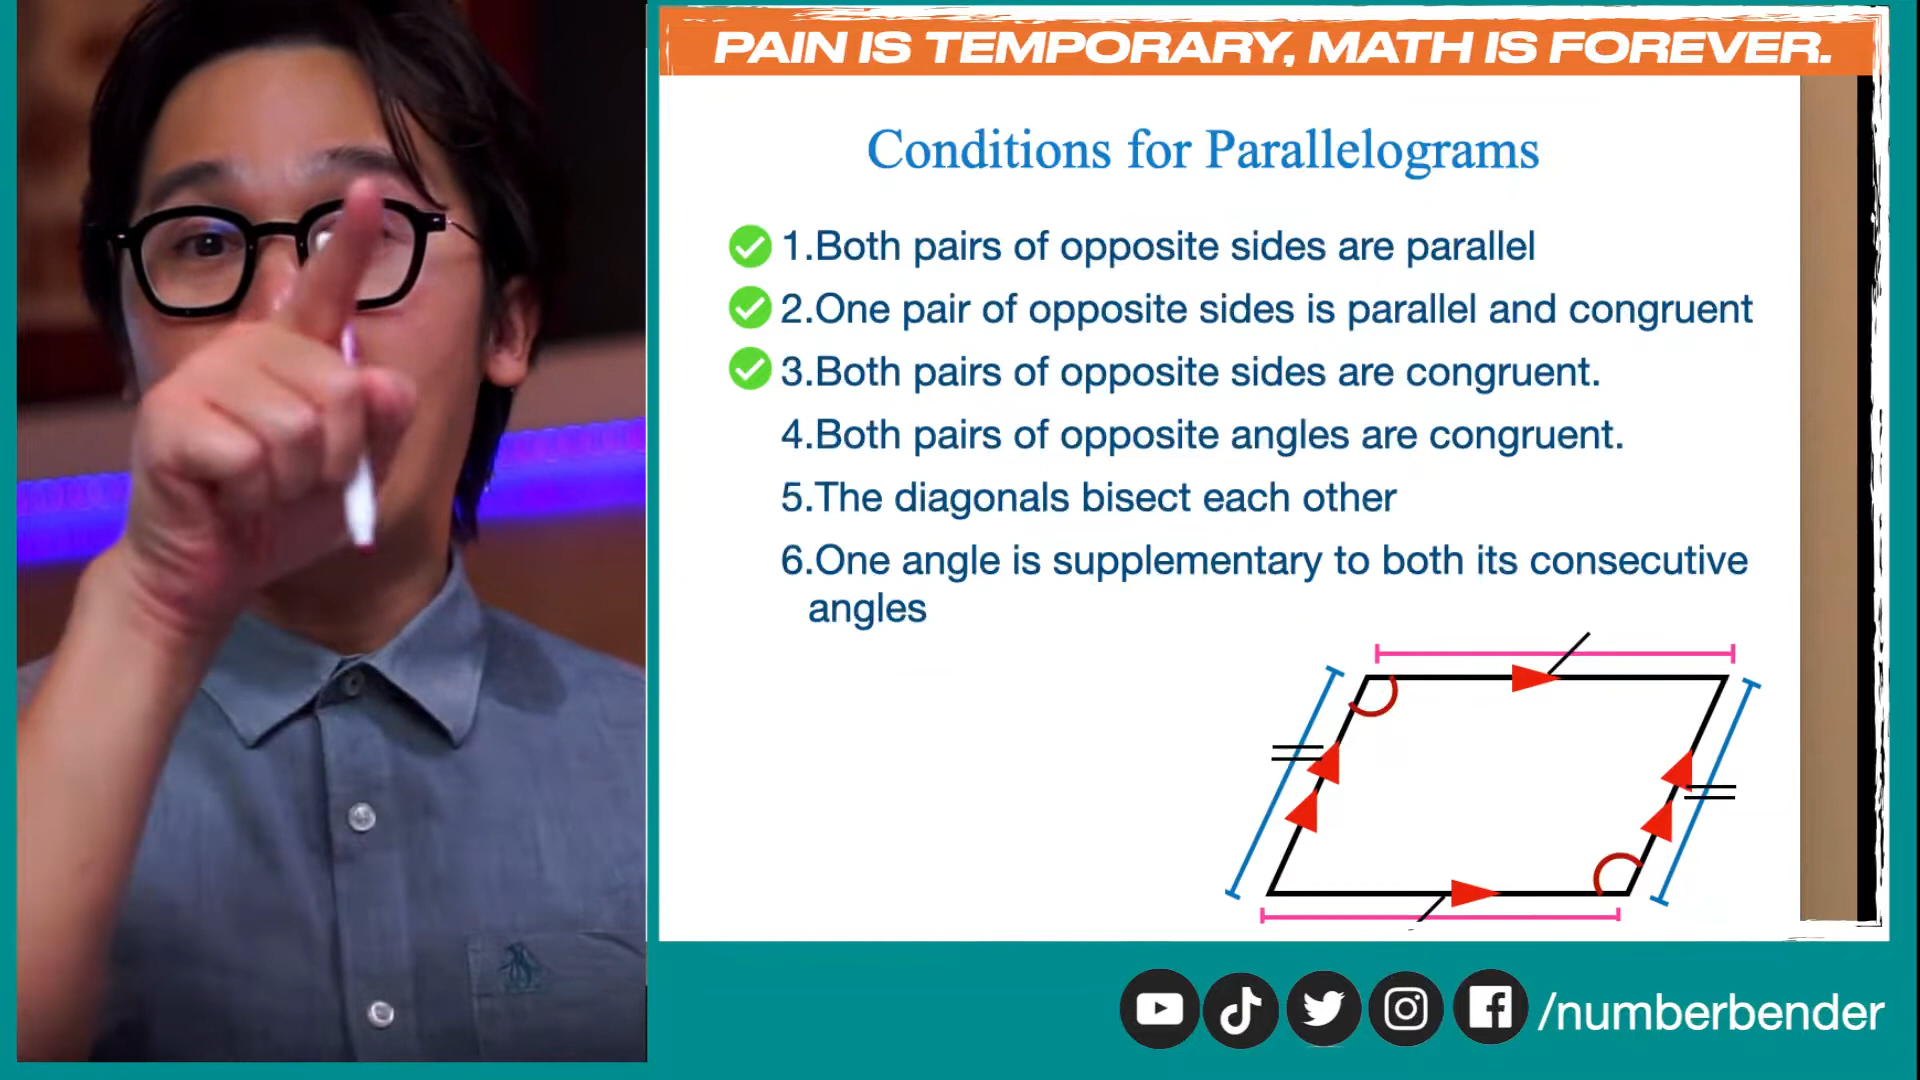 PAIN IS TEMPORARY, MATH IS FOREVER.
Conditions for Parallelograms
1.Both pairs of opposite sides are parallel
2.One pair of opposite sides is parallel and congruent
3.Both pairs of opposite sides are congruent.
4.Both pairs of opposite angles are congruent.
5.The diagonals bisect each other
6.One angle is supplementary to both its consecutive
angles
/numberbender